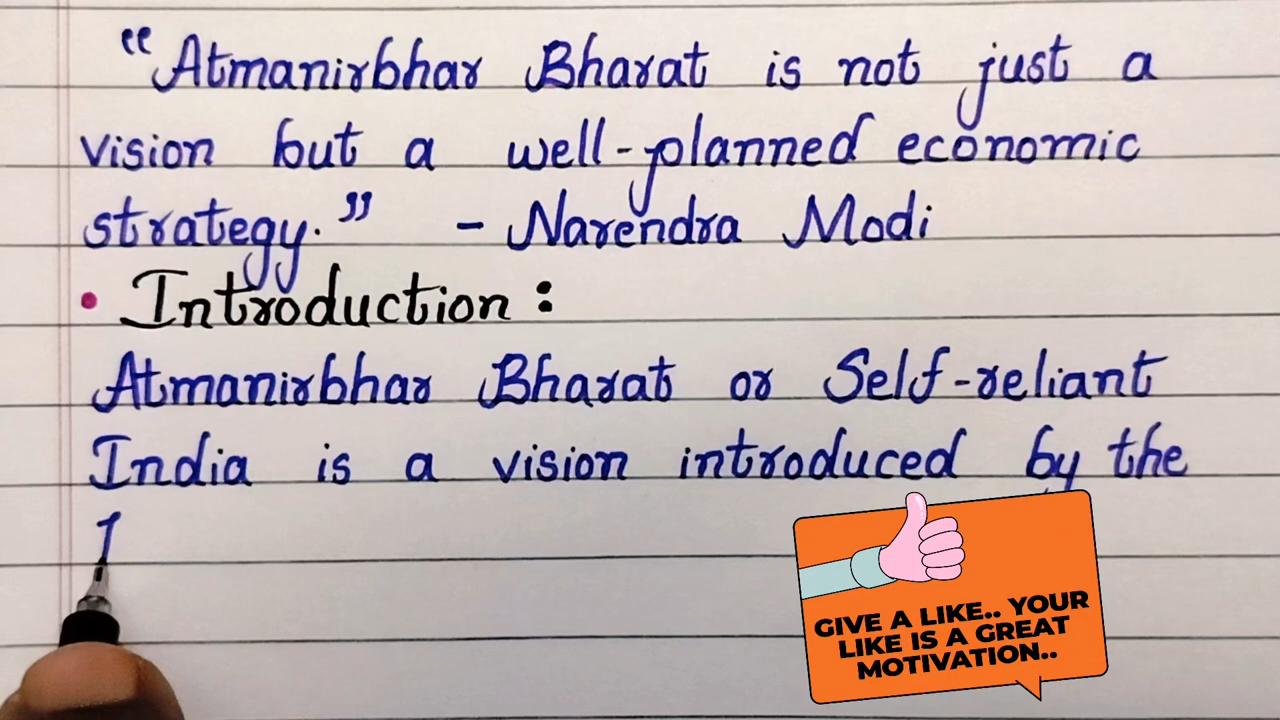 “Atmanirbhar Bharat is not just a
vision but a well-planned economic
strategy.” - Narendra Modi
• Introduction :
Atmanirbhar Bharat or Self-reliant
India is a vision introduced by the
GIVE A LIKE.. YOUR
LIKE IS A GREAT
MOTIVATION..